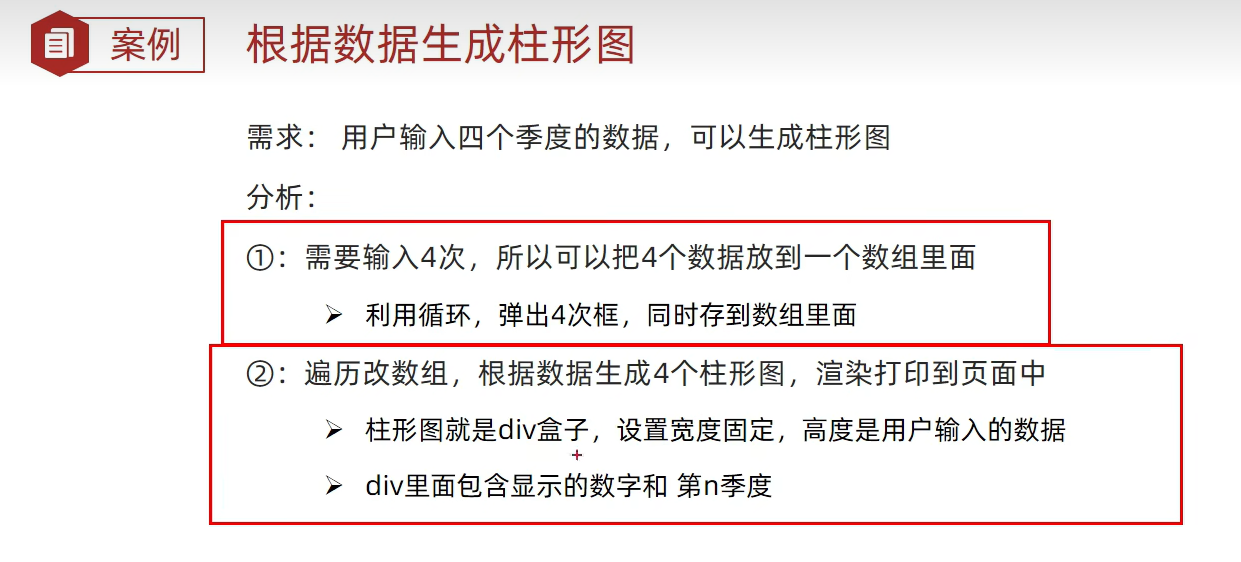 案例
根据数据生成柱形图
需求： 用户输入四个季度的数据，可以生成柱形图
分析：
①：需要输入4次，所以可以把4个数据放到一个数组里面
➢ 利用循环，弹出4次框，同时存到数组里面
②：遍历改数组，根据数据生成4个柱形图，渲染打印到页面中
➢ 柱形图就是div盒子，设置宽度固定，高度是用户输入的数据
➢ div里面包含显示的数字和 第n季度